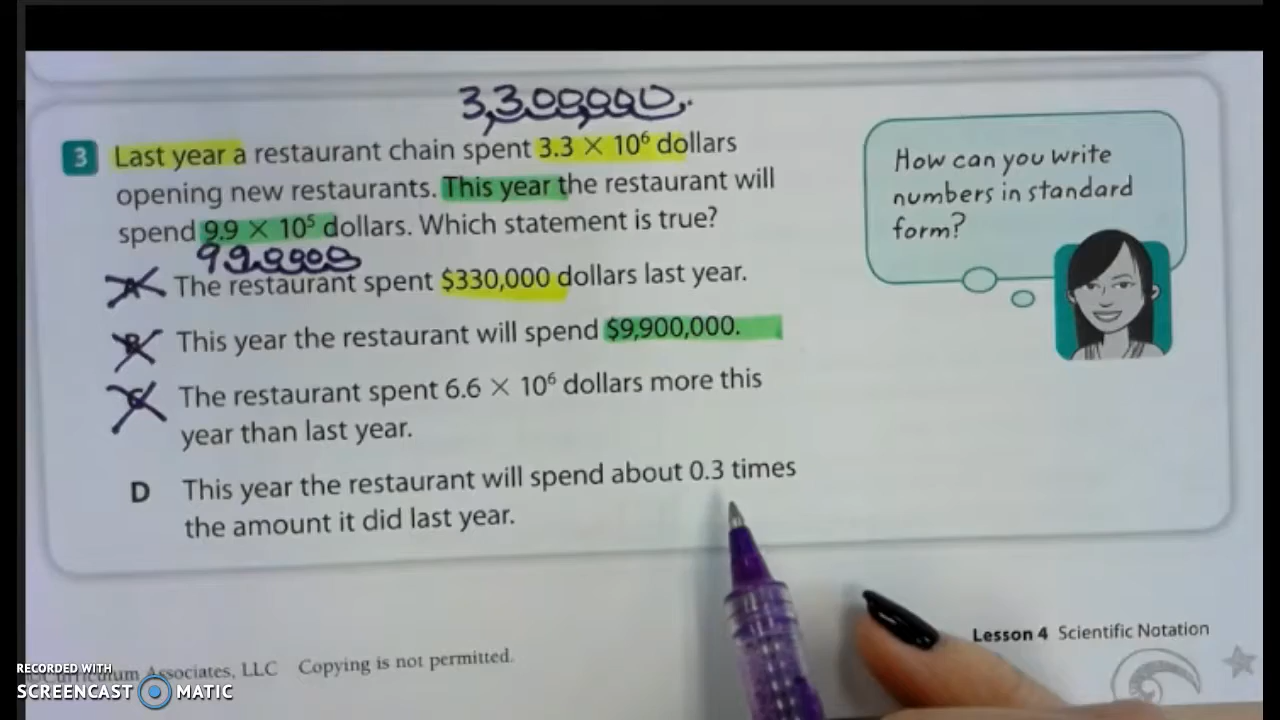 3,300,000.
3 Last year a restaurant chain spent 3.3 × 10⁶ dollars
opening new restaurants. This year the restaurant will
spend 9.9 × 10⁵ dollars. Which statement is true?
990000
A The restaurant spent $330,000 dollars last year.
B This year the restaurant will spend $9,900,000.
C The restaurant spent 6.6 × 10⁶ dollars more this
year than last year.
D This year the restaurant will spend about 0.3 times
the amount it did last year.
How can you write
numbers in standard
form?
Lesson 4 Scientific Notation
Associates, LLC Copying is not permitted.
RECORDED WITH
SCREENCAST MATIC